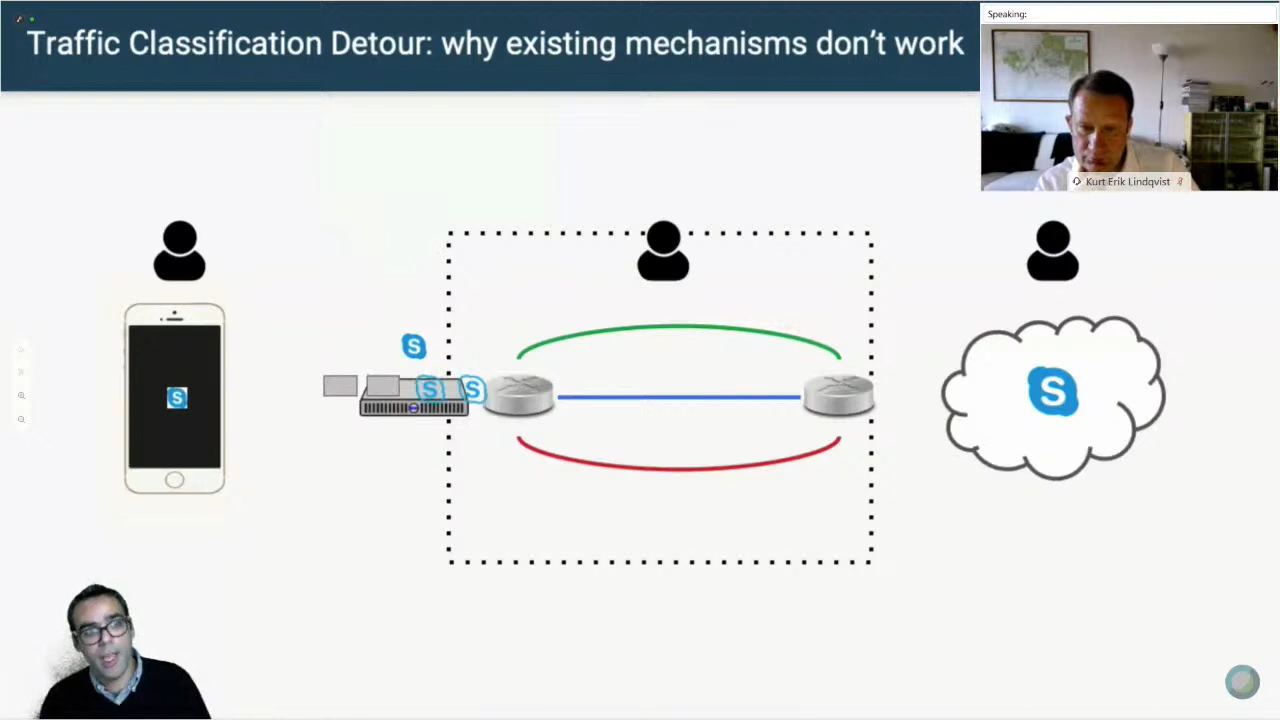 Traffic Classification Detour: why existing mechanisms don't work
Speaking:
Kurt Erik Lindqvist
S
S
S
S
S